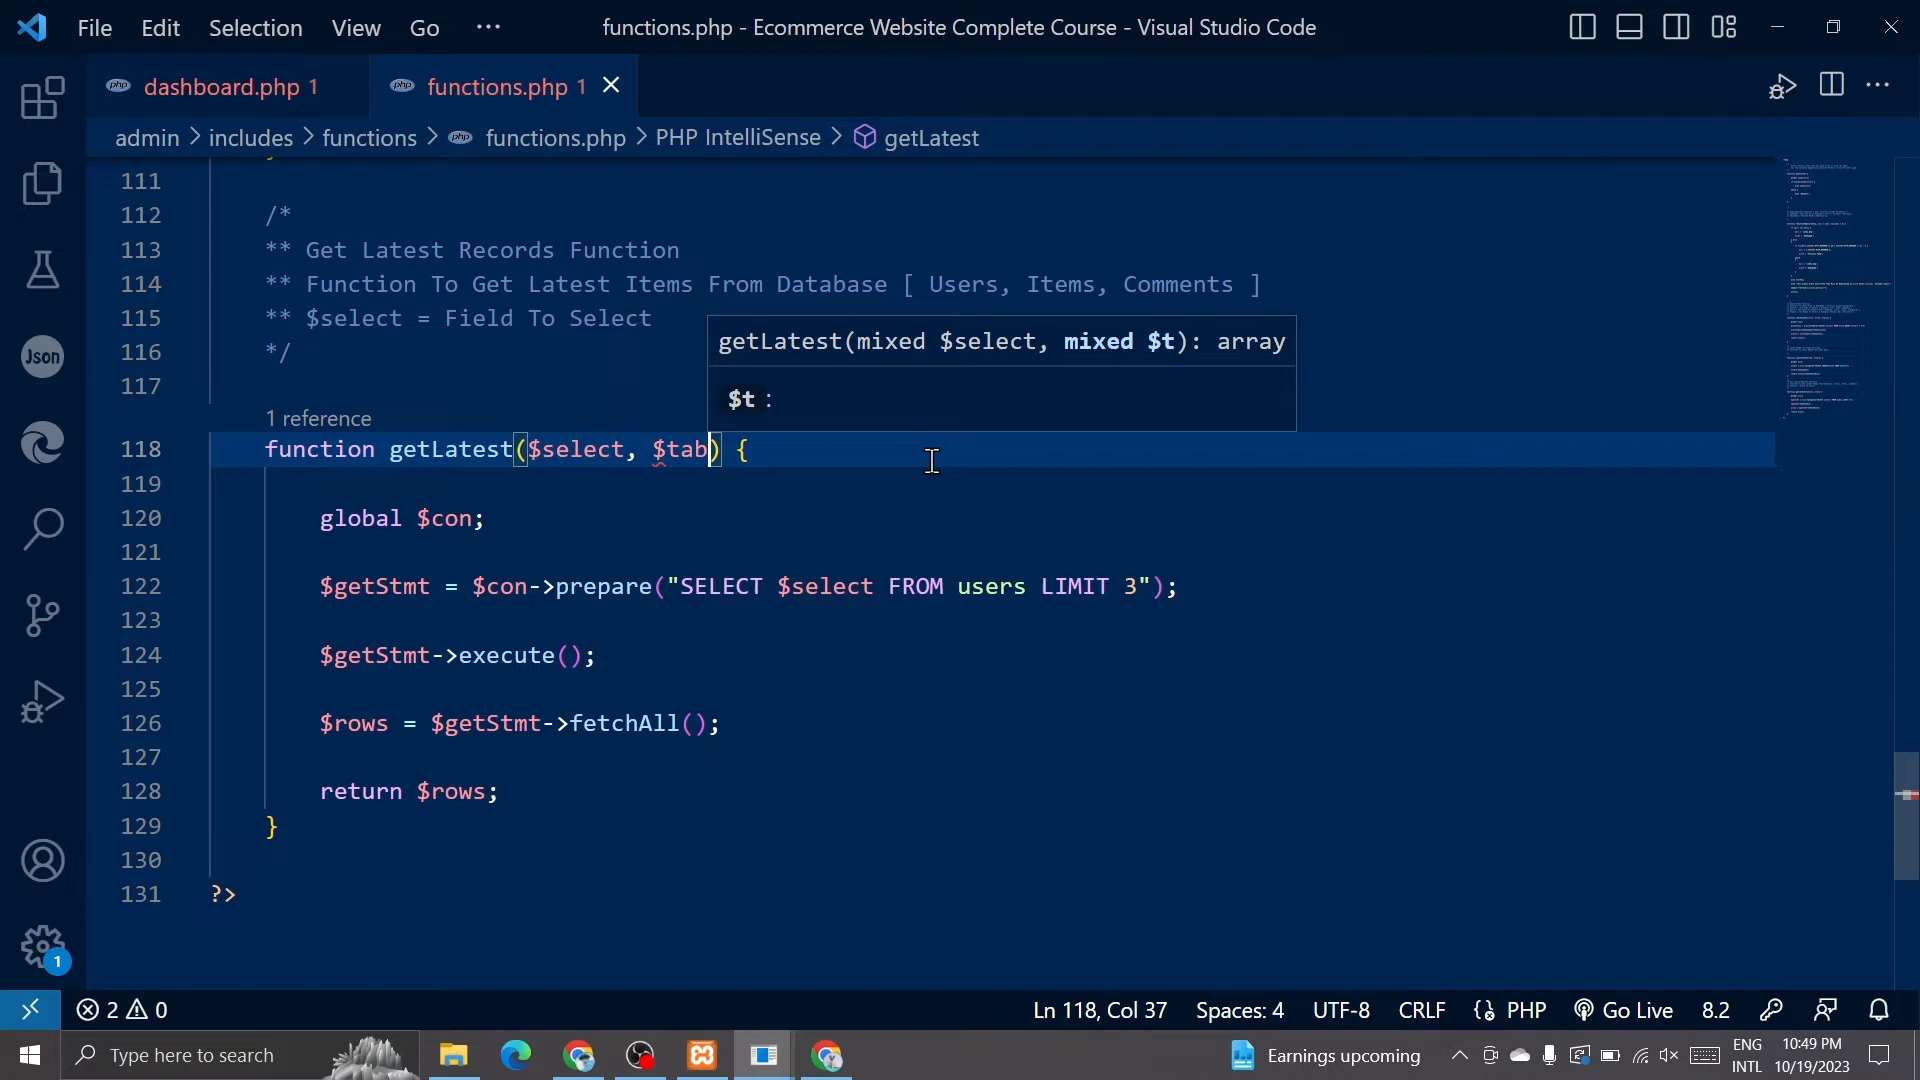 File Edit Selection View Go ··· functions.php - Ecommerce Website Complete Course - Visual Studio Code
php dashboard.php 1 php functions.php 1
admin > includes > functions > php functions.php > PHP IntelliSense > getLatest
111
112 /*
113 ** Get Latest Records Function
114 ** Function To Get Latest Items From Database [ Users, Items, Comments ]
115 ** $select = Field To Select
116 */
117
getLatest(mixed $select, mixed $t): array
$t :
1 reference
118 function getLatest($select, $tab) {
119
120 global $con;
121
122 $getStmt = $con->prepare("SELECT $select FROM users LIMIT 3");
123
124 $getStmt->execute();
125
126 $rows = $getStmt->fetchAll();
127
128 return $rows;
129 }
130
131 ?>
Json
1
2 0 Ln 118, Col 37 Spaces: 4 UTF-8 CRLF PHP Go Live 8.2
Type here to search Earnings upcoming ENG INTL 10:49 PM 10/19/2023